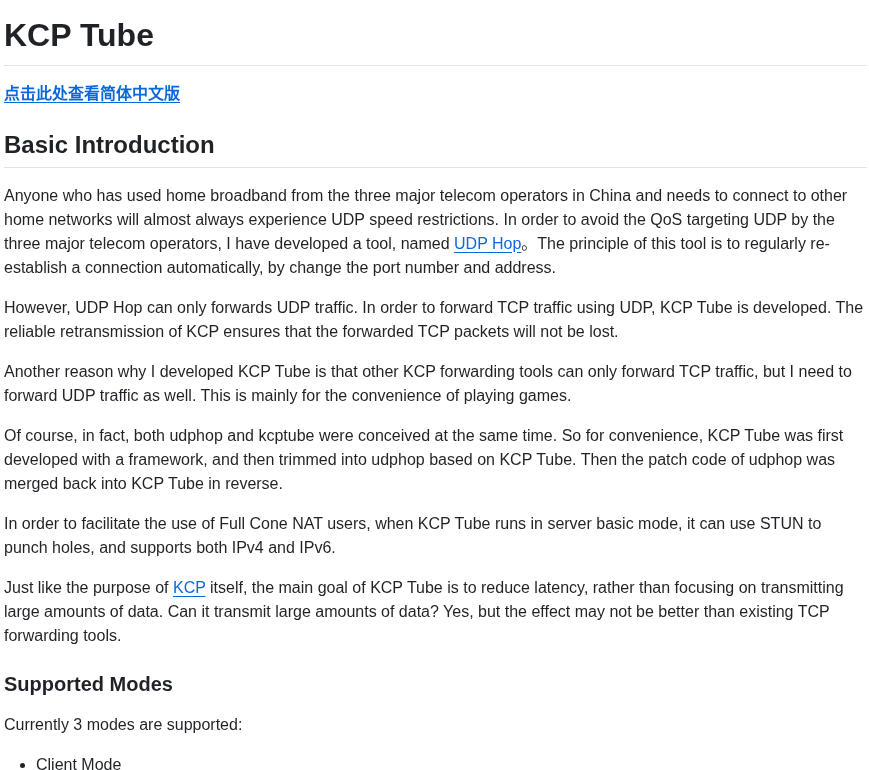 KCP Tube
点击此处查看简体中文版
Basic Introduction
Anyone who has used home broadband from the three major telecom operators in China and needs to connect to other
home networks will almost always experience UDP speed restrictions. In order to avoid the QoS targeting UDP by the
three major telecom operators, I have developed a tool, named UDP Hop。The principle of this tool is to regularly re-
establish a connection automatically, by change the port number and address.
However, UDP Hop can only forwards UDP traffic. In order to forward TCP traffic using UDP, KCP Tube is developed. The
reliable retransmission of KCP ensures that the forwarded TCP packets will not be lost.
Another reason why I developed KCP Tube is that other KCP forwarding tools can only forward TCP traffic, but I need to
forward UDP traffic as well. This is mainly for the convenience of playing games.
Of course, in fact, both udphop and kcptube were conceived at the same time. So for convenience, KCP Tube was first
developed with a framework, and then trimmed into udphop based on KCP Tube. Then the patch code of udphop was
merged back into KCP Tube in reverse.
In order to facilitate the use of Full Cone NAT users, when KCP Tube runs in server basic mode, it can use STUN to
punch holes, and supports both IPv4 and IPv6.
Just like the purpose of KCP itself, the main goal of KCP Tube is to reduce latency, rather than focusing on transmitting
large amounts of data. Can it transmit large amounts of data? Yes, but the effect may not be better than existing TCP
forwarding tools.
Supported Modes
Currently 3 modes are supported:
• Client Mode